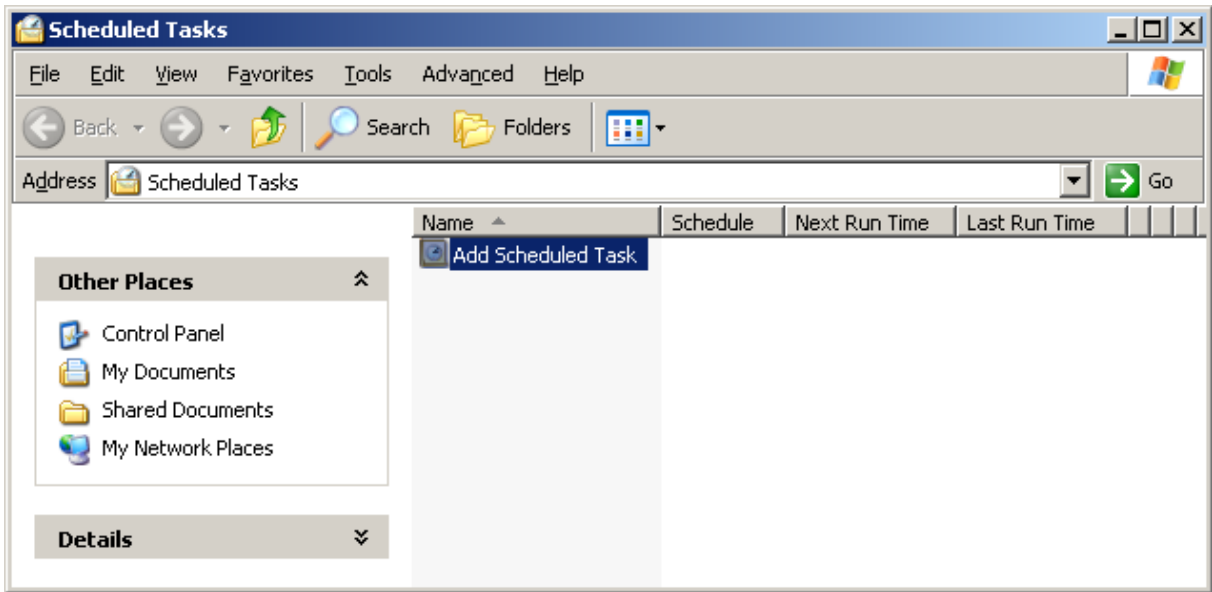 Scheduled Tasks
File Edit View Favorites Tools Advanced Help
Back Search Folders
Address Scheduled Tasks Go
Name Schedule Next Run Time Last Run Time
Add Scheduled Task
Other Places
Control Panel
My Documents
Shared Documents
My Network Places
Details